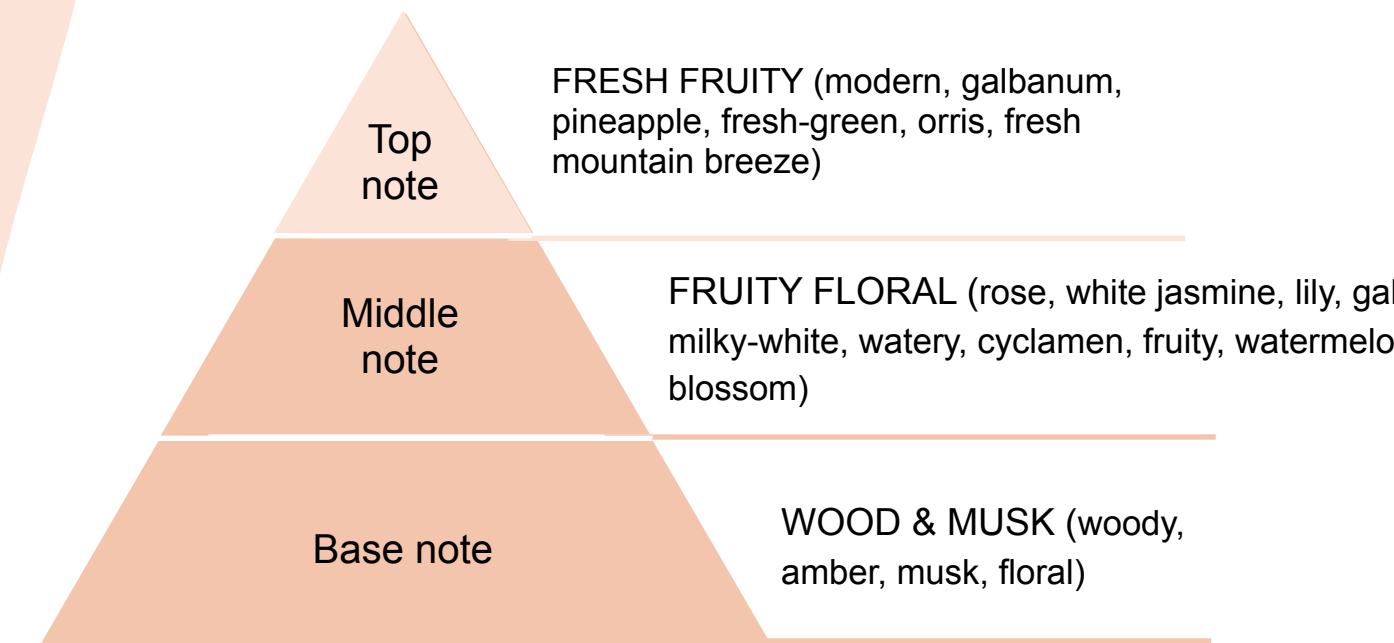 Top
note
FRESH FRUITY (modern, galbanum,
pineapple, fresh-green, orris, fresh
mountain breeze)
Middle
note
FRUITY FLORAL (rose, white jasmine, lily,
milky-white, watery, cyclamen, fruity,
blossom)
Base note
WOOD & MUSK (woody,
amber, musk, floral)